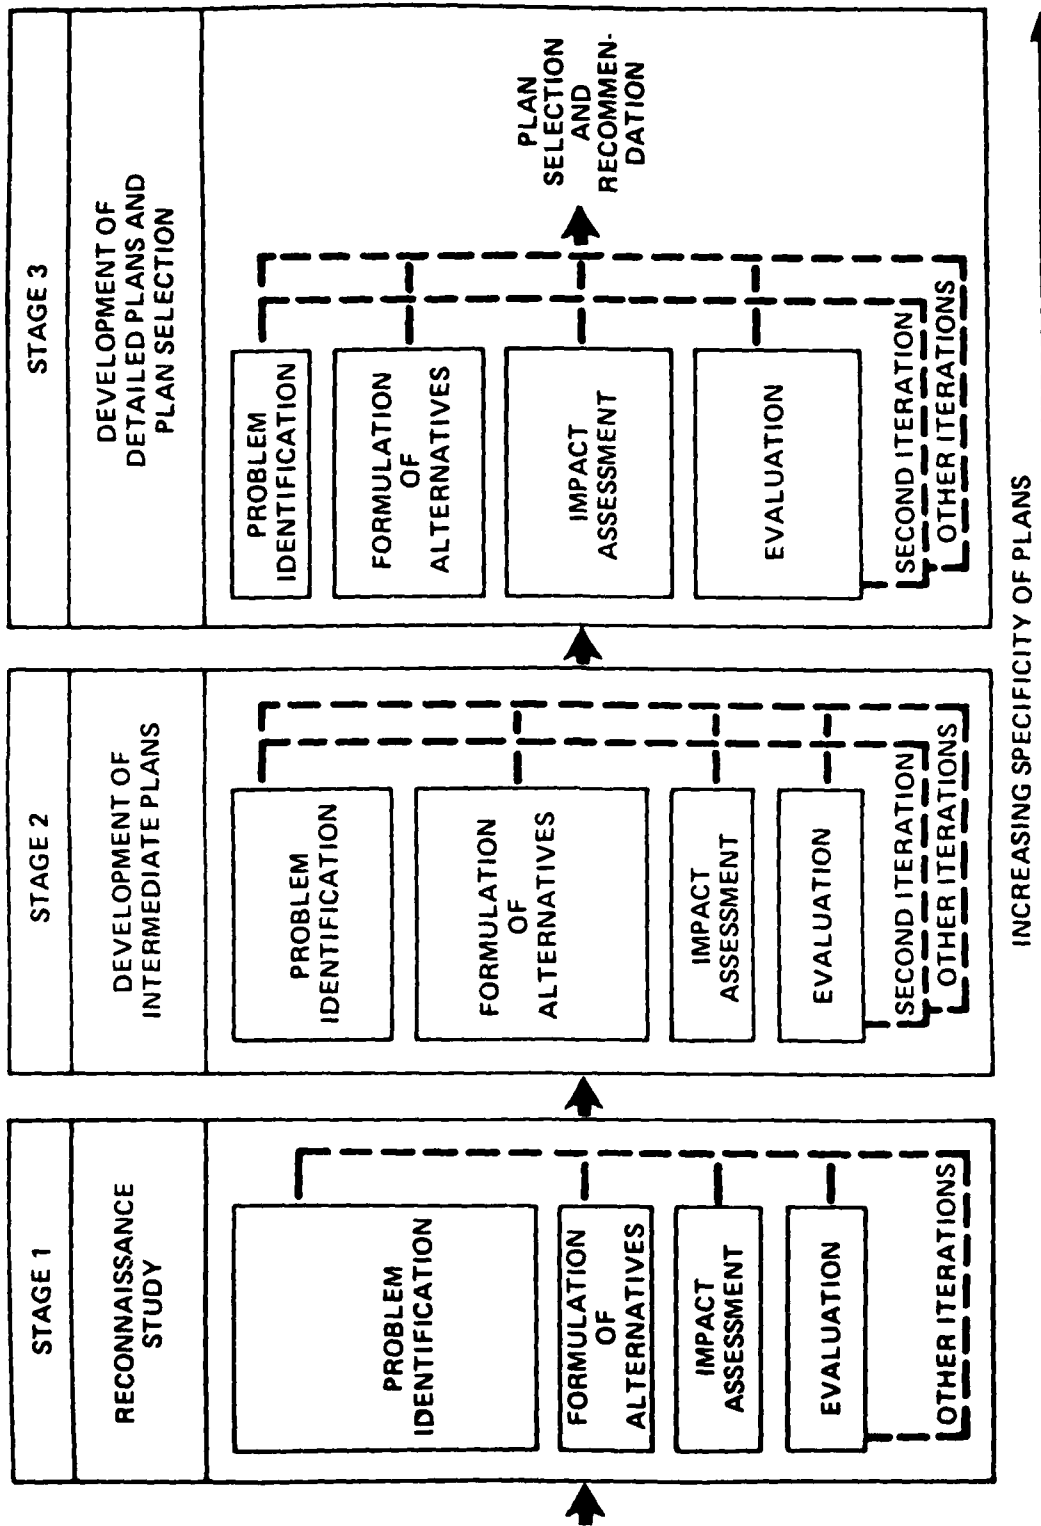 STAGE 1
RECONNAISSANCE
STUDY
PROBLEM
IDENTIFICATION
FORMULATION
OF
ALTERNATIVES
IMPACT
ASSESSMENT
EVALUATION
OTHER ITERATIONS
STAGE 2
DEVELOPMENT OF
INTERMEDIATE PLANS
PROBLEM
IDENTIFICATION
FORMULATION
OF
ALTERNATIVES
IMPACT
ASSESSMENT
EVALUATION
SECOND ITERATION
OTHER ITERATIONS
STAGE 3
DEVELOPMENT OF
DETAILED PLANS AND
PLAN SELECTION
PROBLEM
IDENTIFICATION
FORMULATION
OF
ALTERNATIVES
IMPACT
ASSESSMENT
EVALUATION
SECOND ITERATION
OTHER ITERATIONS
PLAN
SELECTION
AND
RECOMMEN-
DATION
INCREASING SPECIFICITY OF PLANS